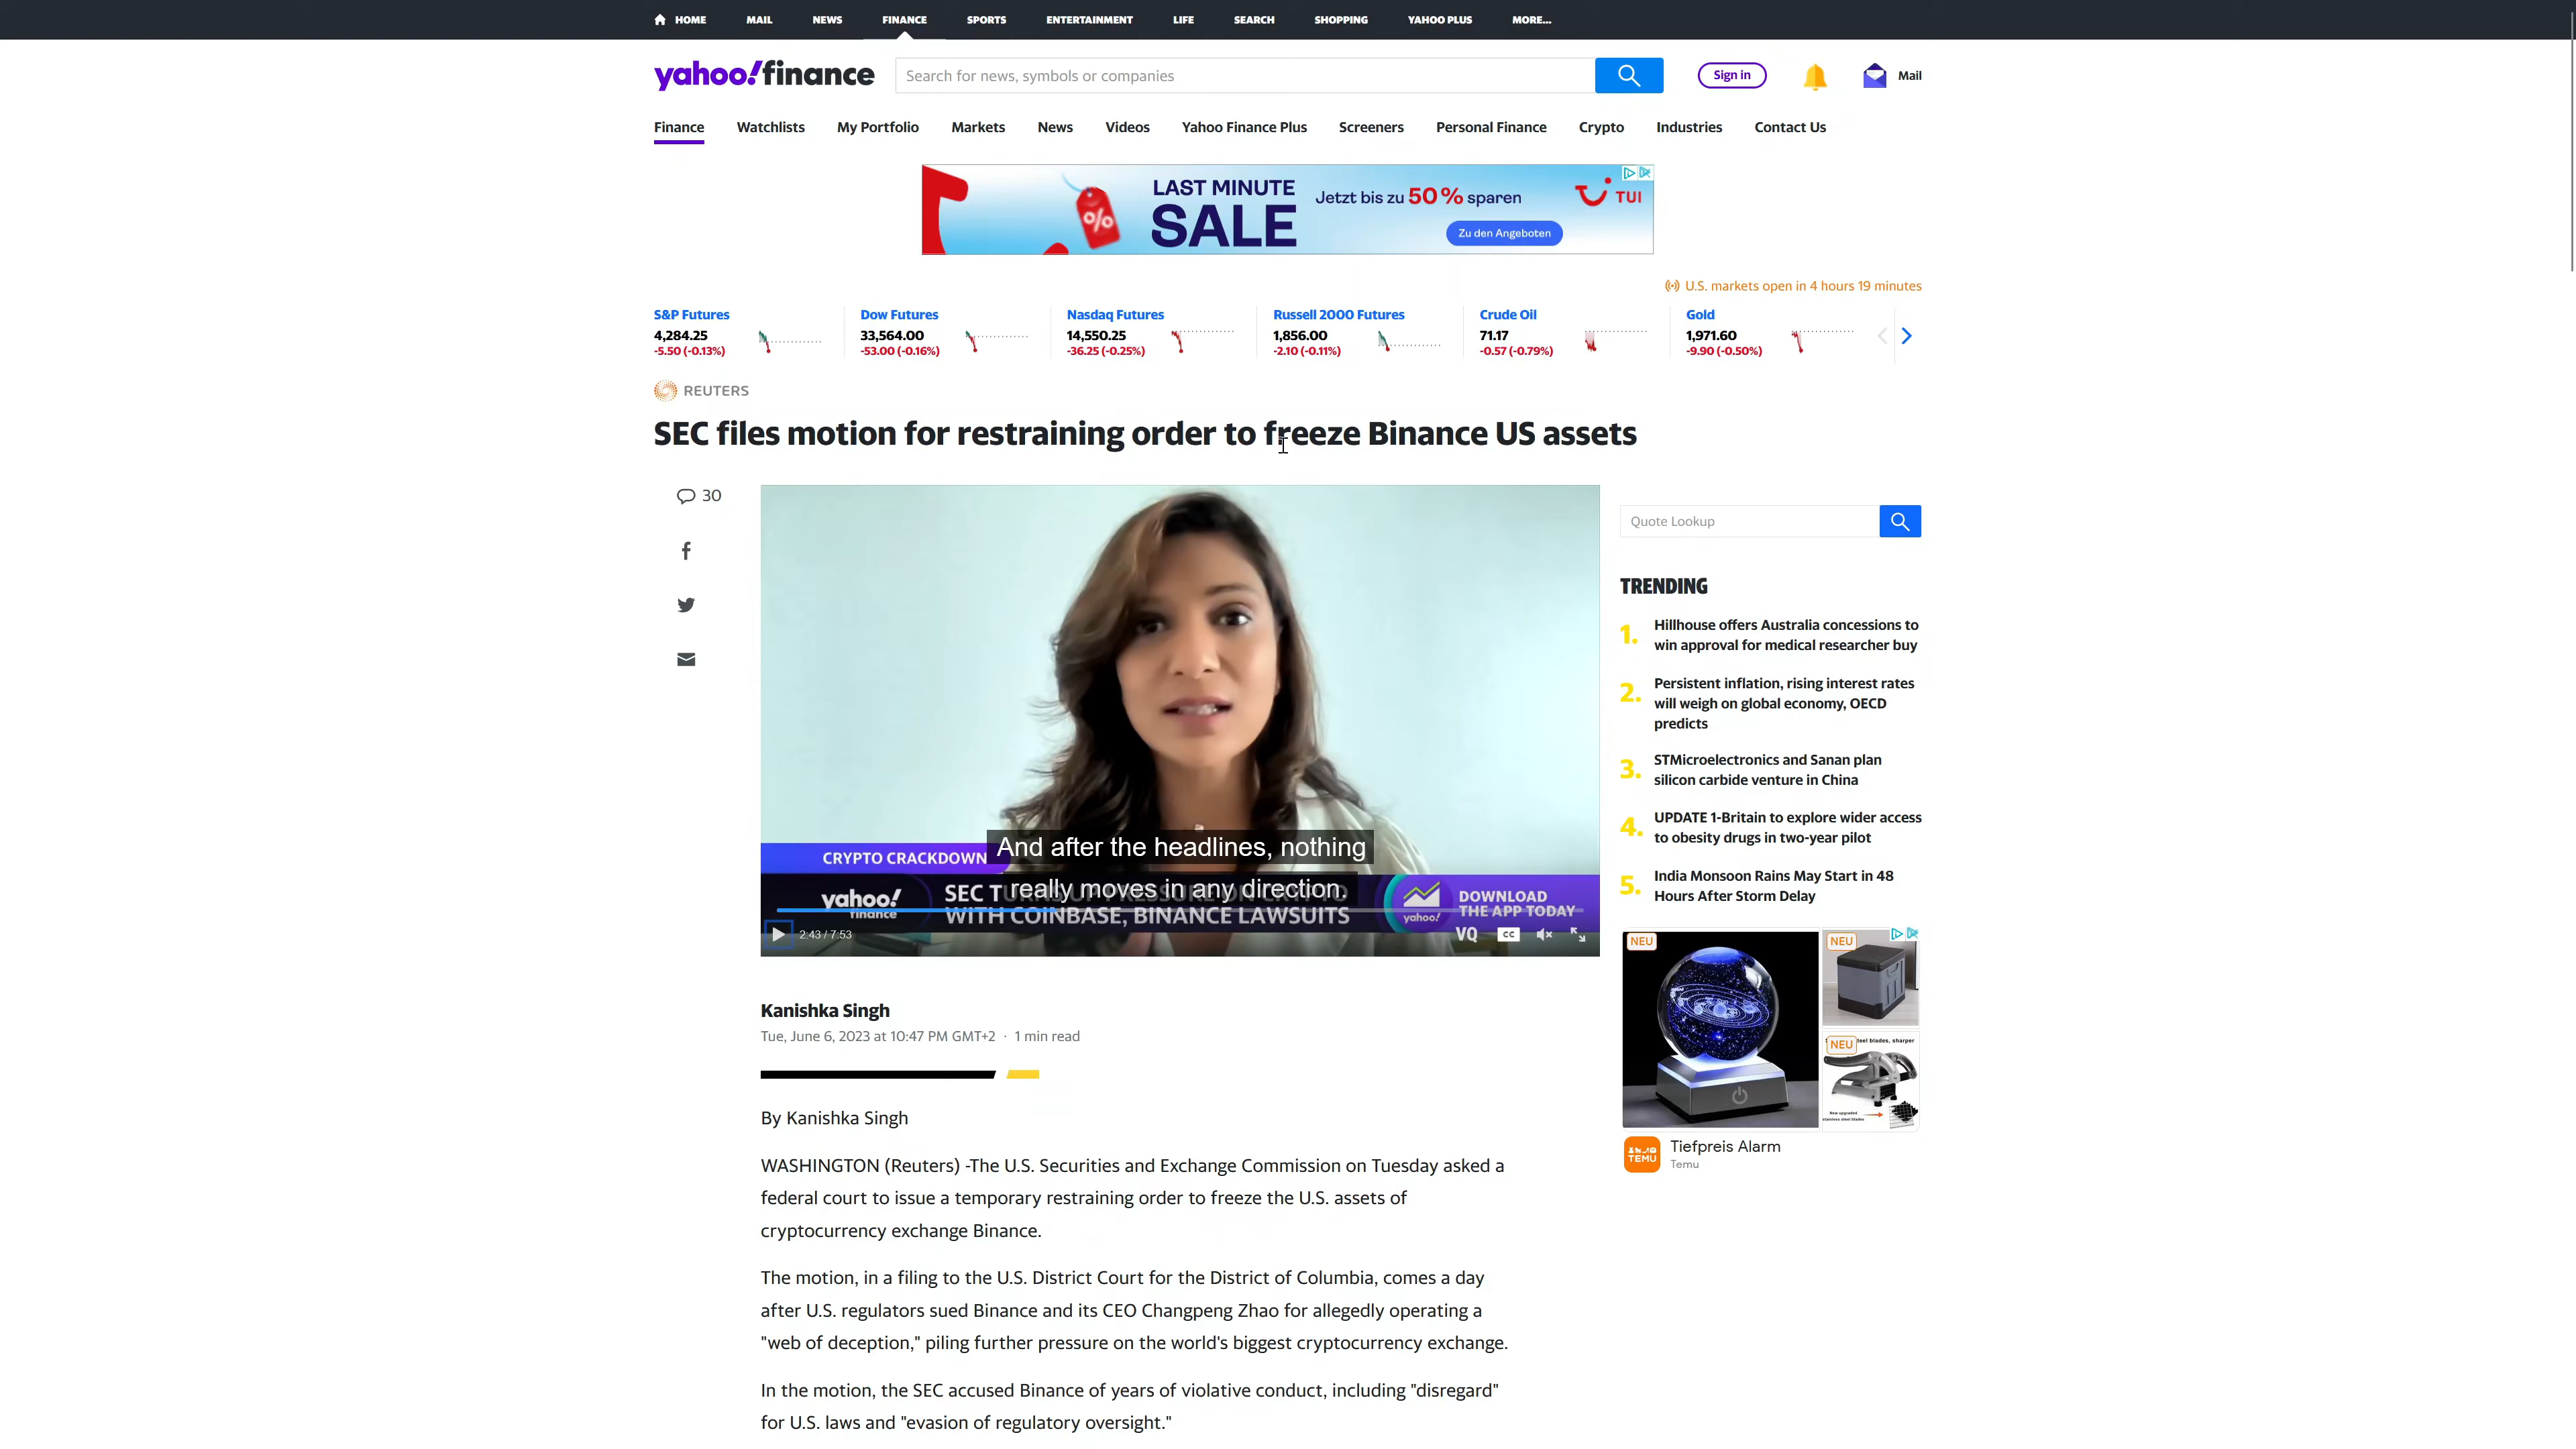 HOME MAIL NEWS FINANCE SPORTS ENTERTAINMENT LIFE SEARCH SHOPPING YAHOO PLUS MORE...
yahoo!finance
Search for news, symbols or companies
Sign in
Mail
Finance Watchlists My Portfolio Markets News Videos Yahoo Finance Plus Screeners Personal Finance Crypto Industries Contact Us
LAST MINUTE
SALE
%
Jetzt bis zu 50% sparen
Zu den Angeboten
TUI
U.S. markets open in 4 hours 19 minutes
S&P Futures
4,284.25
-5.50 (-0.13%)
Dow Futures
33,564.00
-53.00 (-0.16%)
Nasdaq Futures
14,550.25
-36.25 (-0.25%)
Russell 2000 Futures
1,856.00
-2.10 (-0.11%)
Crude Oil
71.17
-0.57 (-0.79%)
Gold
1,971.60
-9.90 (-0.50%)
REUTERS
SEC files motion for restraining order to freeze Binance US assets
30
And after the headlines, nothing
really moves in any direction.
CRYPTO CRACKDOWN
yahoo!
finance
SEC TURNS UP PRESSURE ON CRYPTO
WITH COINBASE, BINANCE LAWSUITS
yahoo!
DOWNLOAD
THE APP TODAY
2:43 / 7:53
VQ CC
Kanishka Singh
Tue, June 6, 2023 at 10:47 PM GMT+2 · 1 min read
By Kanishka Singh
WASHINGTON (Reuters) -The U.S. Securities and Exchange Commission on Tuesday asked a
federal court to issue a temporary restraining order to freeze the U.S. assets of
cryptocurrency exchange Binance.
The motion, in a filing to the U.S. District Court for the District of Columbia, comes a day
after U.S. regulators sued Binance and its CEO Changpeng Zhao for allegedly operating a
"web of deception," piling further pressure on the world's biggest cryptocurrency exchange.
In the motion, the SEC accused Binance of years of violative conduct, including "disregard"
for U.S. laws and "evasion of regulatory oversight."
Quote Lookup
TRENDING
1. Hillhouse offers Australia concessions to
win approval for medical researcher buy
2. Persistent inflation, rising interest rates
will weigh on global economy, OECD
predicts
3. STMicroelectronics and Sanan plan
silicon carbide venture in China
4. UPDATE 1-Britain to explore wider access
to obesity drugs in two-year pilot
5. India Monsoon Rains May Start in 48
Hours After Storm Delay
NEU
NEU
NEU
blades, sharper
New upgraded
stainless steel blades
TEMU
Tiefpreis Alarm
Temu